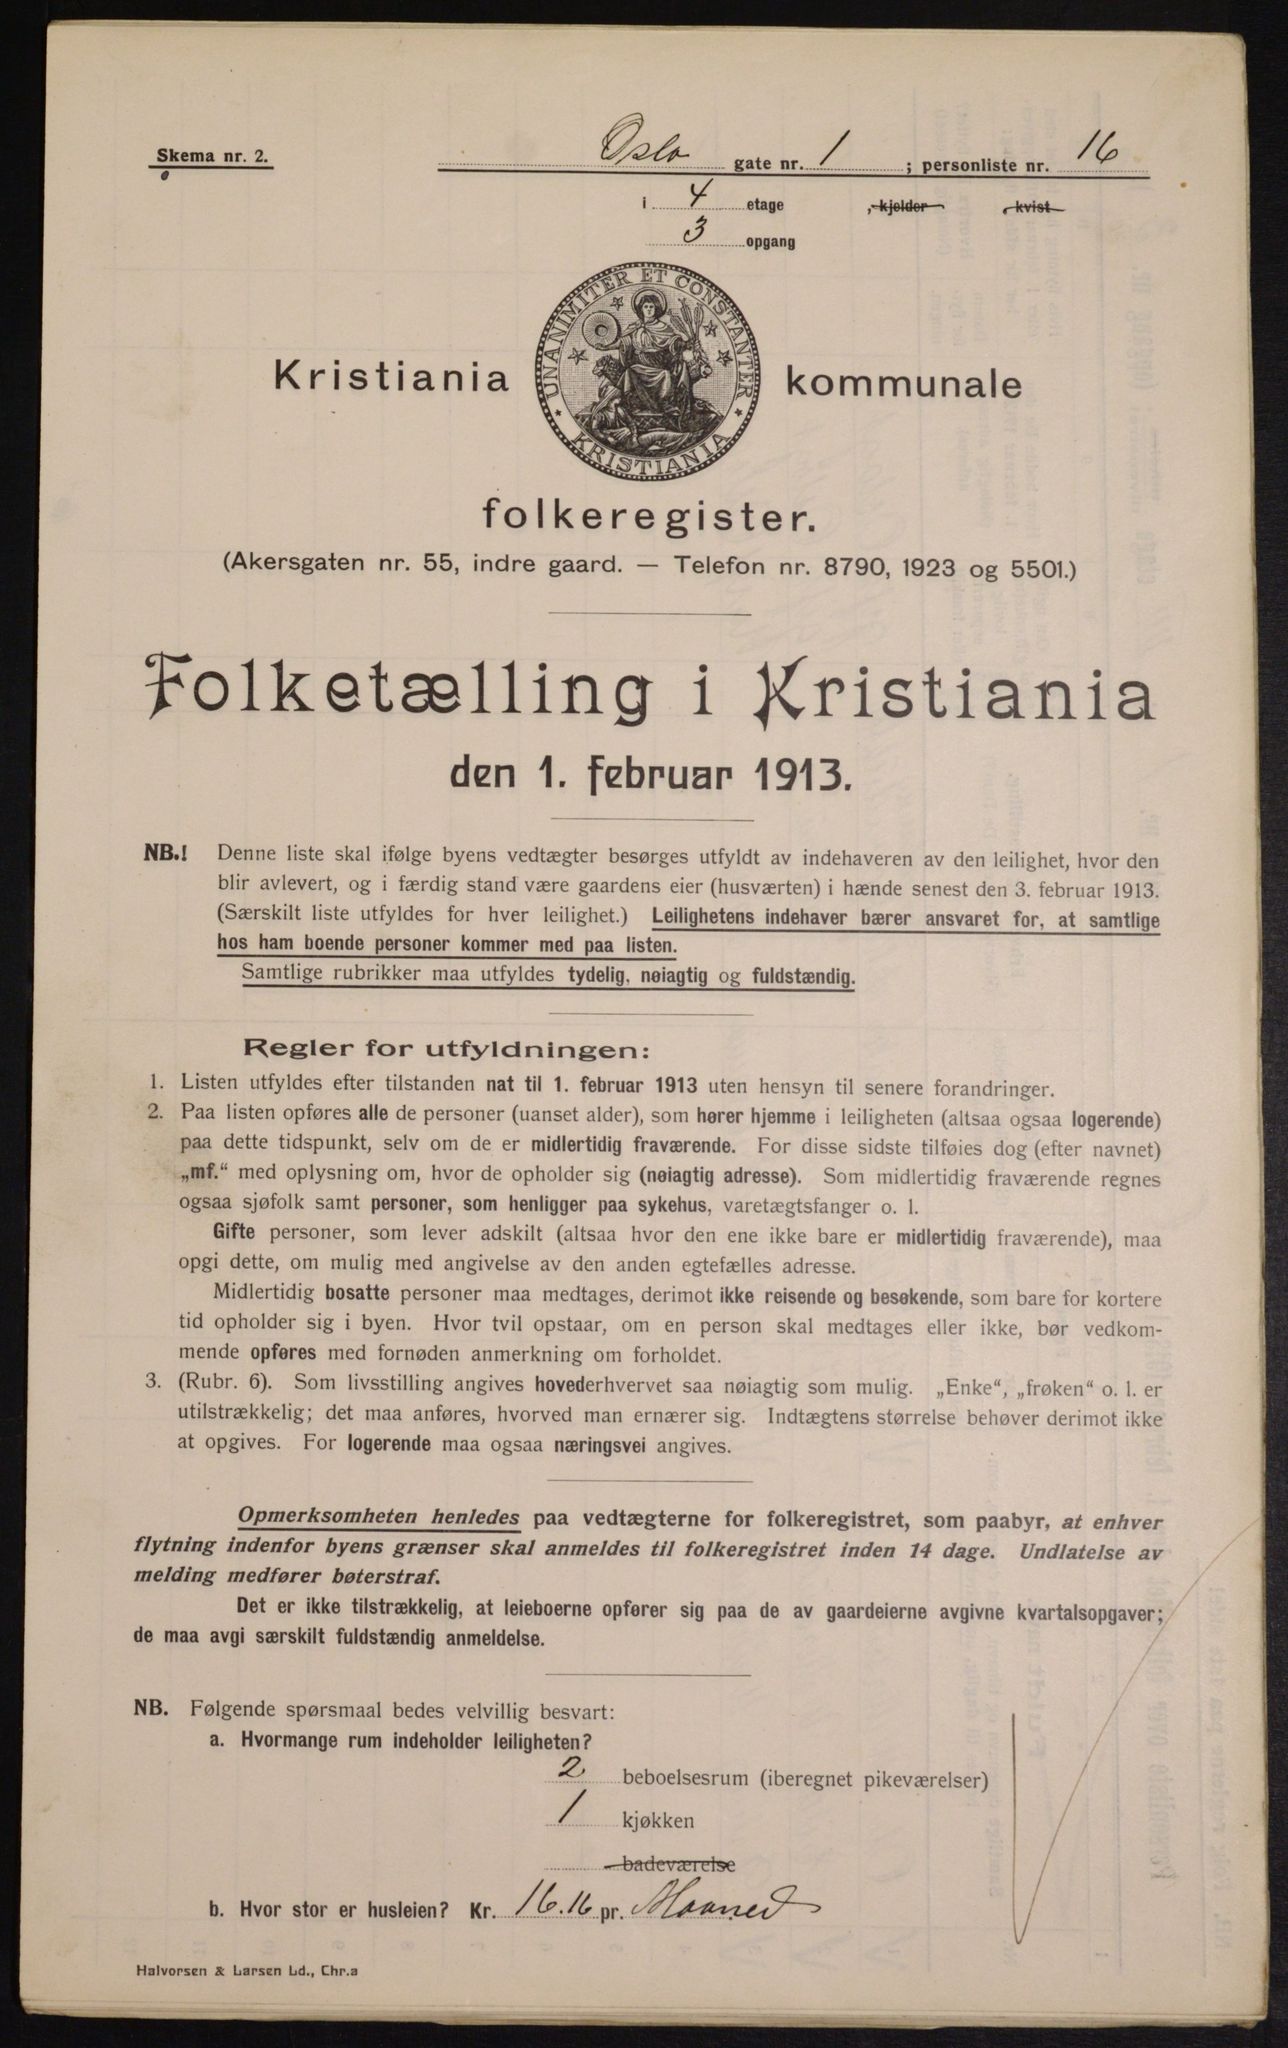 Skema nr. 2.
Oslo gate nr. 1 ; personliste nr. 16
i 4 etage , kjelder , kvist
3 opgang
UNANIMITER ET CONSTANTER
KRISTIANIA
Kristiania kommunale
folkeregister.
(Akersgaten nr. 55, indre gaard. — Telefon nr. 8790, 1923 og 5501.)
Folketælling i Kristiania
den 1. februar 1913.
NB.! Denne liste skal ifølge byens vedtægter besørges utfyldt av indehaveren av den leilighet, hvor den
blir avlevert, og i færdig stand være gaardens eier (husværten) i hænde senest den 3. februar 1913.
(Særskilt liste utfyldes for hver leilighet.) Leilighetens indehaver bærer ansvaret for, at samtlige
hos ham boende personer kommer med paa listen.
Samtlige rubrikker maa utfyldes tydelig, nøiagtig og fuldstændig.
Regler for utfyldningen:
1. Listen utfyldes efter tilstanden nat til 1. februar 1913 uten hensyn til senere forandringer.
2. Paa listen opføres alle de personer (uanset alder), som hører hjemme i leiligheten (altsaa ogsaa logerende)
paa dette tidspunkt, selv om de er midlertidig fraværende. For disse sidste tilføies dog (efter navnet)
„mf.“ med oplysning om, hvor de opholder sig (nøiagtig adresse). Som midlertidig fraværende regnes
ogsaa sjøfolk samt personer, som henligger paa sykehus, varetægtsfanger o. l.
Gifte personer, som lever adskilt (altsaa hvor den ene ikke bare er midlertidig fraværende), maa
opgi dette, om mulig med angivelse av den anden egtefælles adresse.
Midlertidig bosatte personer maa medtages, derimot ikke reisende og besøkende, som bare for kortere
tid opholder sig i byen. Hvor tvil opstaar, om en person skal medtages eller ikke, bør vedkom-
mende opføres med fornøden anmerkning om forholdet.
3. (Rubr. 6). Som livsstilling angives hovederhvervet saa nøiagtig som mulig. „Enke“, „frøken“ o. l. er
utilstrækkelig; det maa anføres, hvorved man ernærer sig. Indtægtens størrelse behøver derimot ikke
at opgives. For logerende maa ogsaa næringsvei angives.
Opmerksomheten henledes paa vedtægterne for folkeregistret, som paabyr, at enhver
flytning indenfor byens grænser skal anmeldes til folkeregistret inden 14 dage. Undlatelse av
melding medfører bøterstraf.
Det er ikke tilstrækkelig, at leieboerne opfører sig paa de av gaardeierne avgivne kvartalsopgaver;
de maa avgi særskilt fuldstændig anmeldelse.
NB. Følgende spørsmaal bedes velvillig besvart:
a. Hvormange rum indeholder leiligheten?
2 beboelsesrum (iberegnet pikeværelser)
1 kjøkken
badeværelse
b. Hvor stor er husleien? Kr. 16.16 pr. Maaned
Halvorsen & Larsen Ld., Chr.a